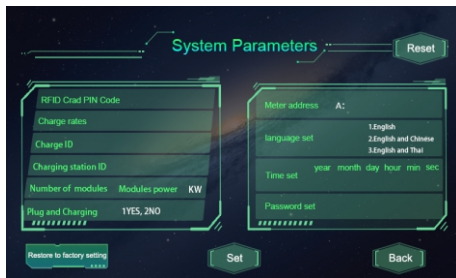 System Parameters
Reset
RFID Crad PIN Code
Charge rates
Charge ID
Charging station ID
Number of modules Modules power KW
Plug and Charging 1YES, 2NO
Meter address A:
language set
1.English
2.English and Chinese
3.English and Thai
Time set year month day hour min sec
Password set
Restore to factory setting
Set
Back